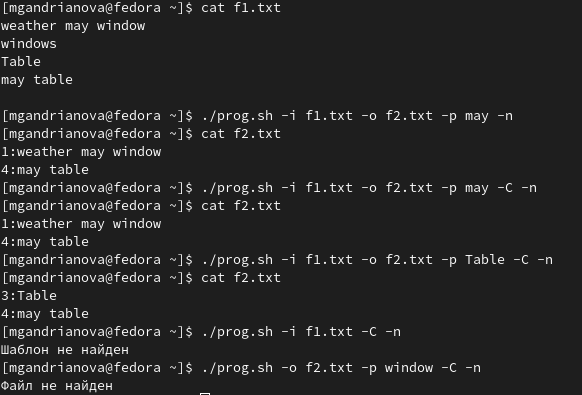 [mgandrianova@fedora ~]$ cat f1.txt
weather may window
windows
Table
may table
[mgandrianova@fedora ~]$ ./prog.sh -i f1.txt -o f2.txt -p may -n
[mgandrianova@fedora ~]$ cat f2.txt
1:weather may window
4:may table
[mgandrianova@fedora ~]$ ./prog.sh -i f1.txt -o f2.txt -p may -C -n
[mgandrianova@fedora ~]$ cat f2.txt
1:weather may window
4:may table
[mgandrianova@fedora ~]$ ./prog.sh -i f1.txt -o f2.txt -p Table -C -n
[mgandrianova@fedora ~]$ cat f2.txt
3:Table
4:may table
[mgandrianova@fedora ~]$ ./prog.sh -i f1.txt -C -n
Шаблон не найден
[mgandrianova@fedora ~]$ ./prog.sh -o f2.txt -p window -C -n
Файл не найден